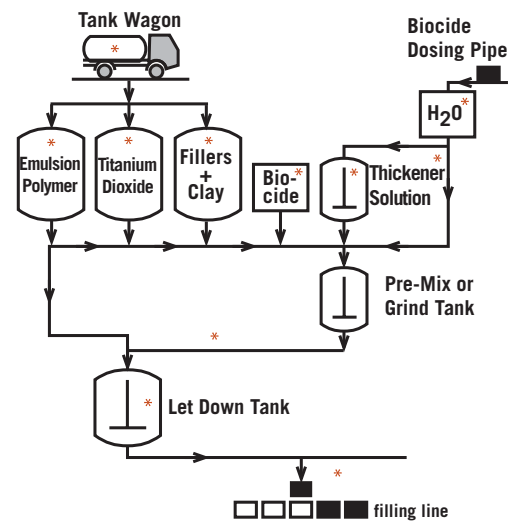 Tank Wagon
Biocide
Dosing Pipe
*
H2O*
Emulsion
Polymer
*
Titanium
Dioxide
*
Fillers
+
Clay
*
Bio-
cide
*
*
Thickener
Solution
*
Pre-Mix or
Grind Tank
*
Let Down Tank
*
*
filling line